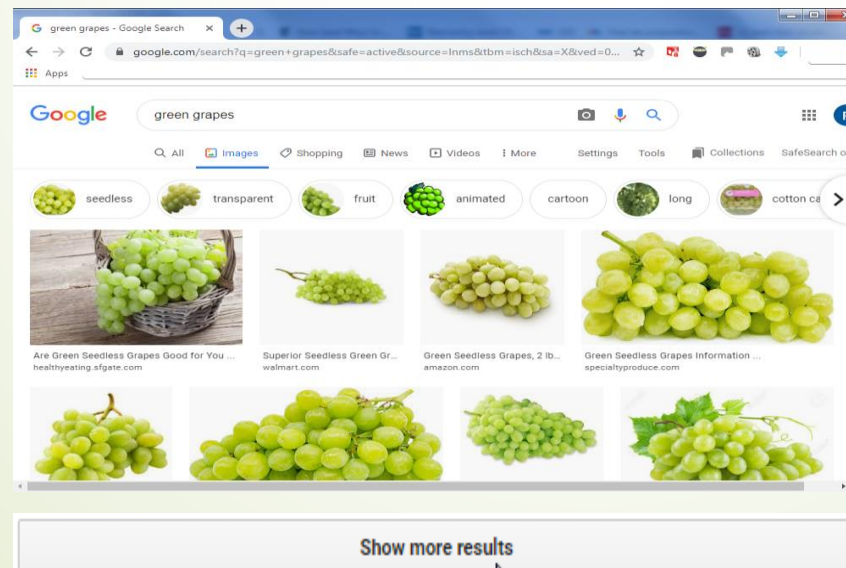 green grapes - Google Search
google.com/search?q=green+grapes&safe=active&source=lnms&tbm=isch&sa=X&ved=0...
Apps
Google
green grapes
All Images Shopping News Videos More Settings Tools Collections SafeSearch o
seedless transparent fruit animated cartoon long cotton ca
Are Green Seedless Grapes Good for You ...
healthyeating.sfgate.com
Superior Seedless Green Gr...
walmart.com
Green Seedless Grapes, 2 lb...
amazon.com
Green Seedless Grapes Information ...
specialtyproduce.com
Show more results